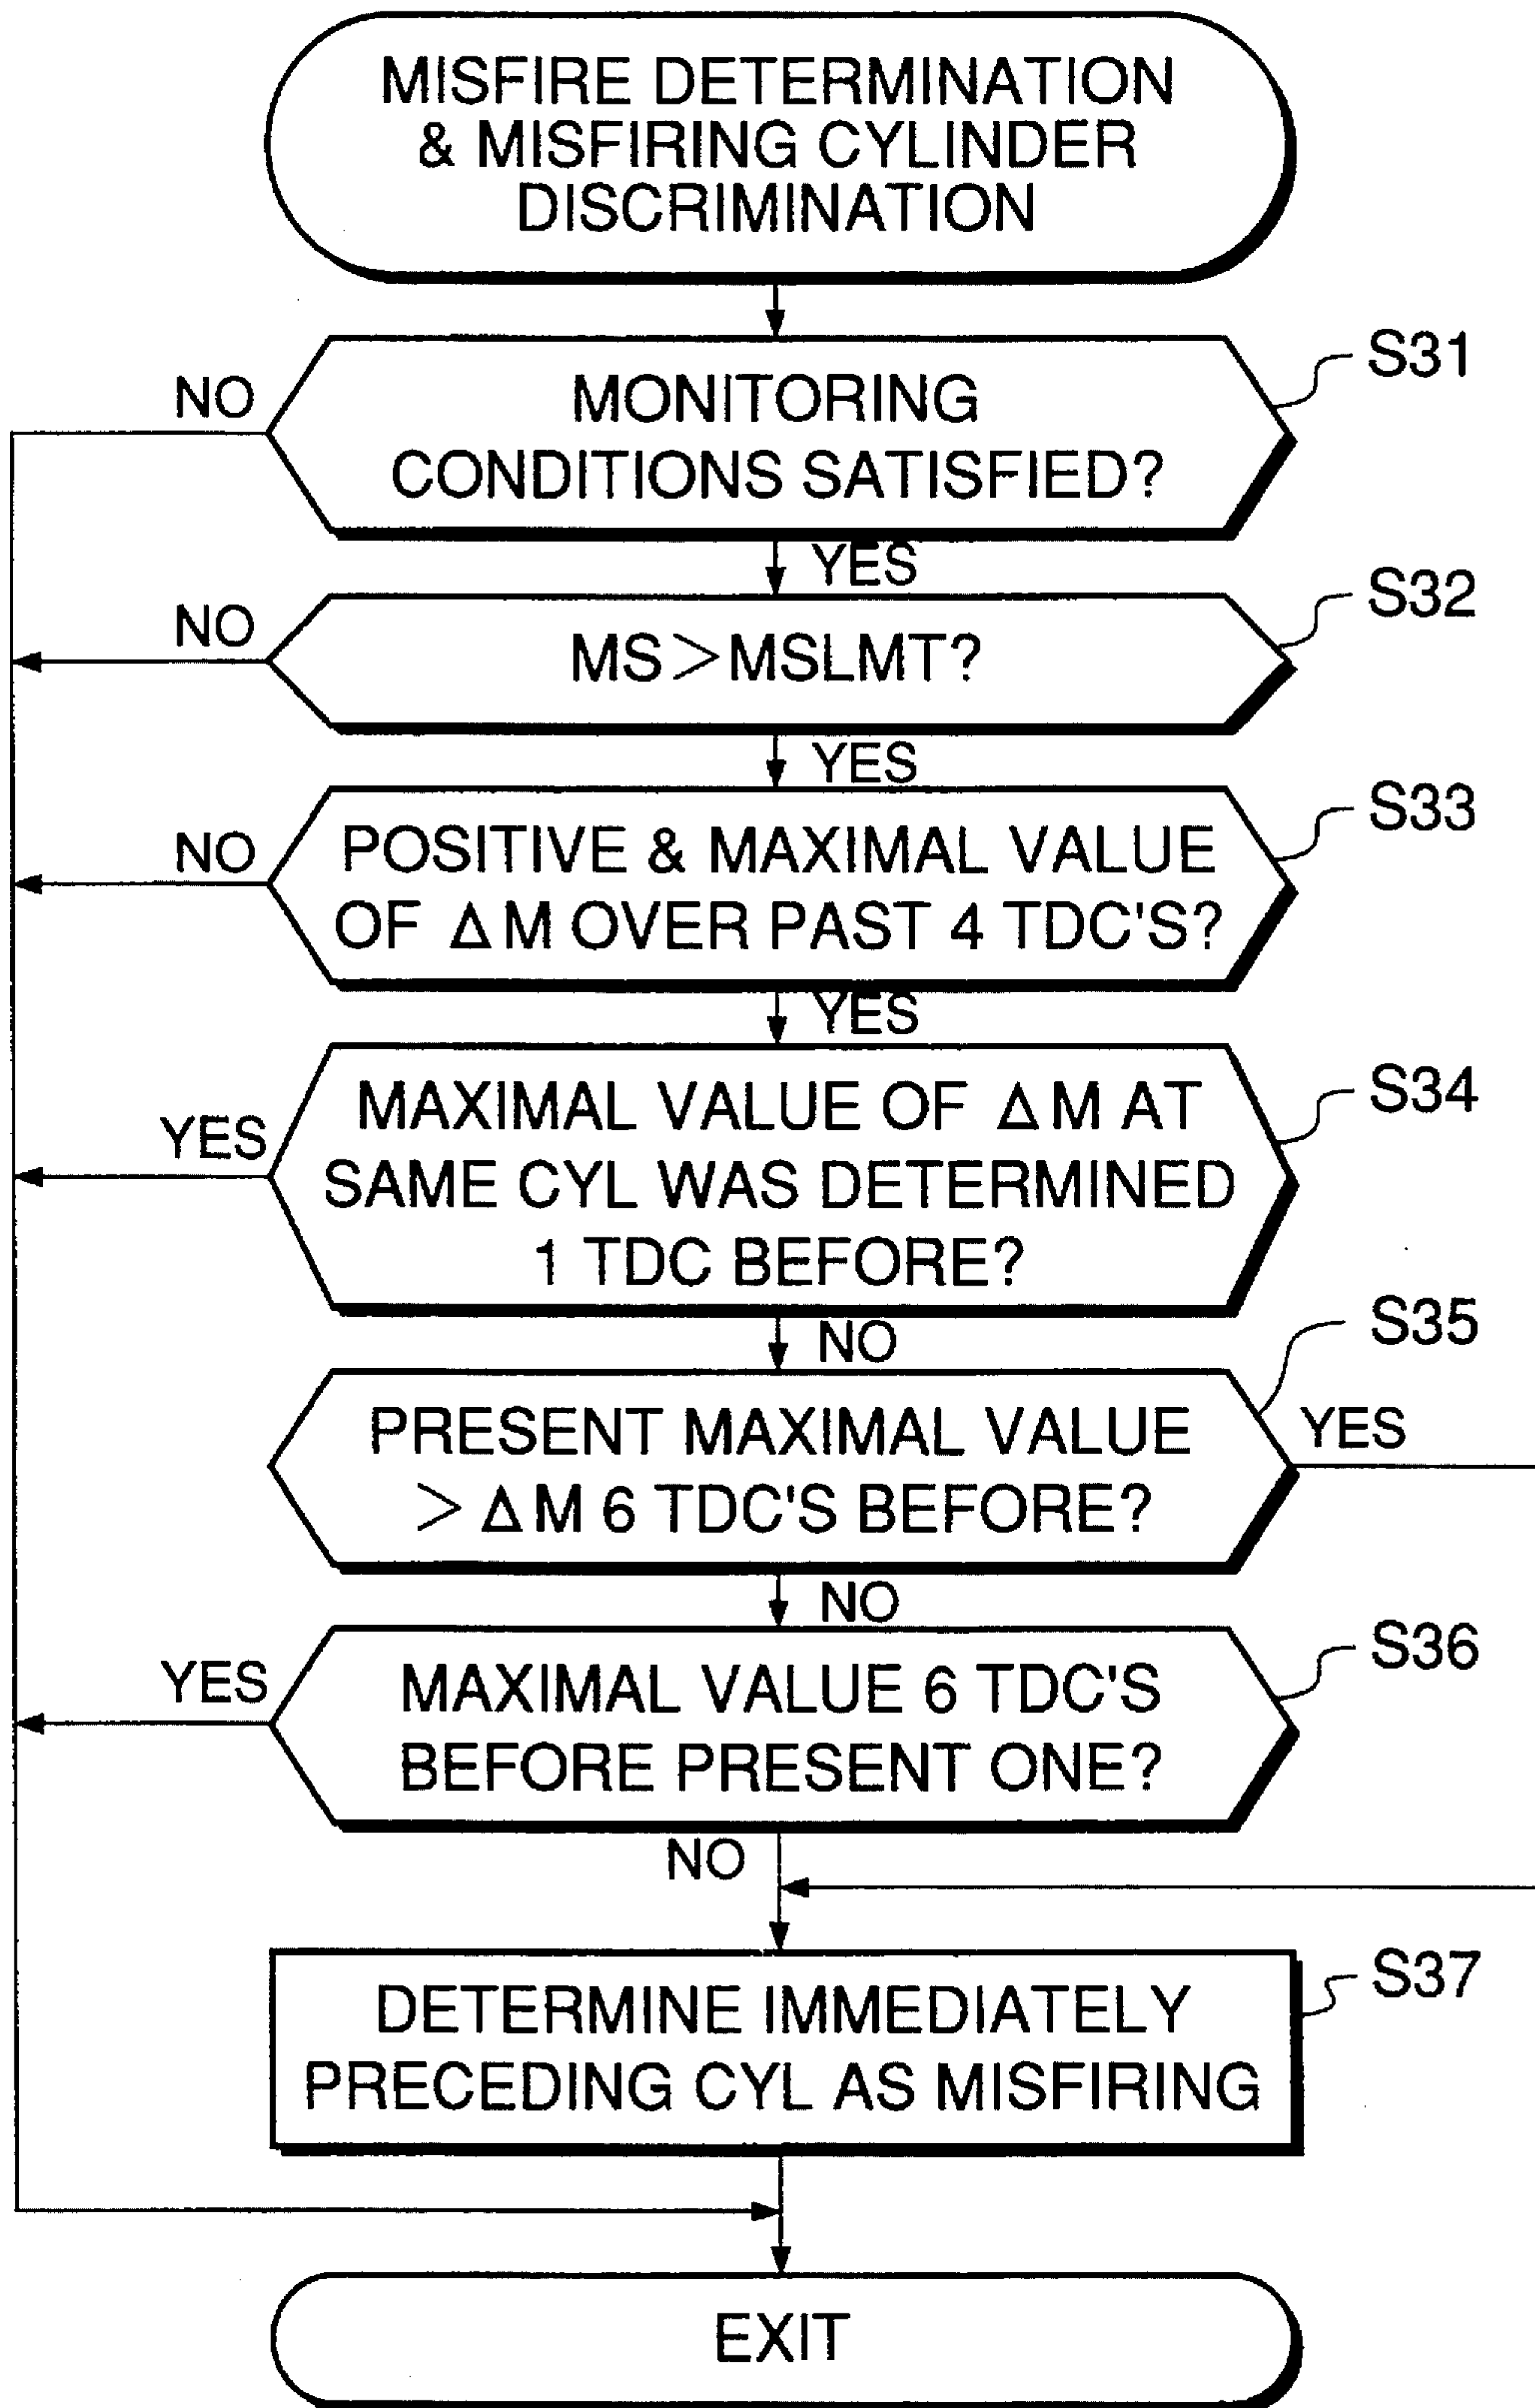 MISFIRE DETERMINATION
& MISFIRING CYLINDER
DISCRIMINATION
S31
NO
MONITORING
CONDITIONS SATISFIED?
YES
S32
NO
MS>MSLMT?
YES
S33
NO
POSITIVE & MAXIMAL VALUE
OF ΔM OVER PAST 4 TDC'S?
YES
S34
YES
MAXIMAL VALUE OF ΔM AT
SAME CYL WAS DETERMINED
1 TDC BEFORE?
S35
NO
YES
PRESENT MAXIMAL VALUE
> ΔM 6 TDC'S BEFORE?
NO
S36
YES
MAXIMAL VALUE 6 TDC'S
BEFORE PRESENT ONE?
NO
S37
DETERMINE IMMEDIATELY
PRECEDING CYL AS MISFIRING
EXIT